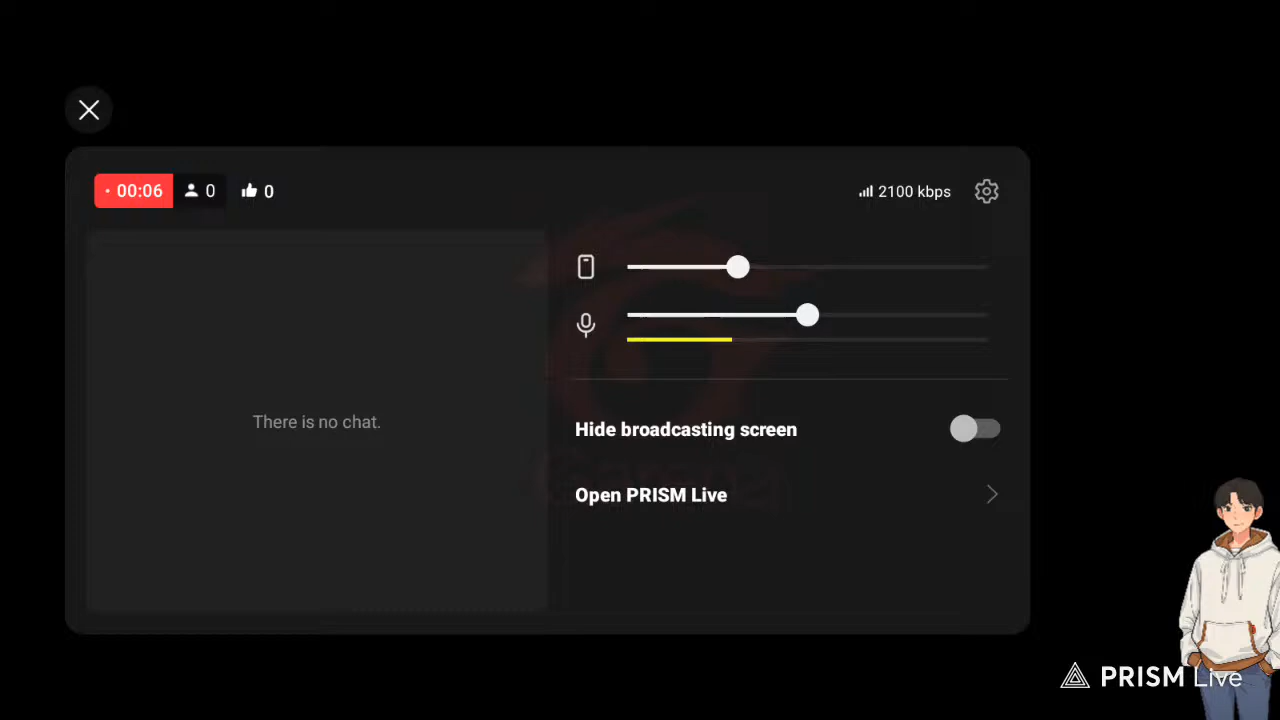 00:06
0
0
2100 kbps
There is no chat.
Hide broadcasting screen
Open PRISM Live
PRISM Live